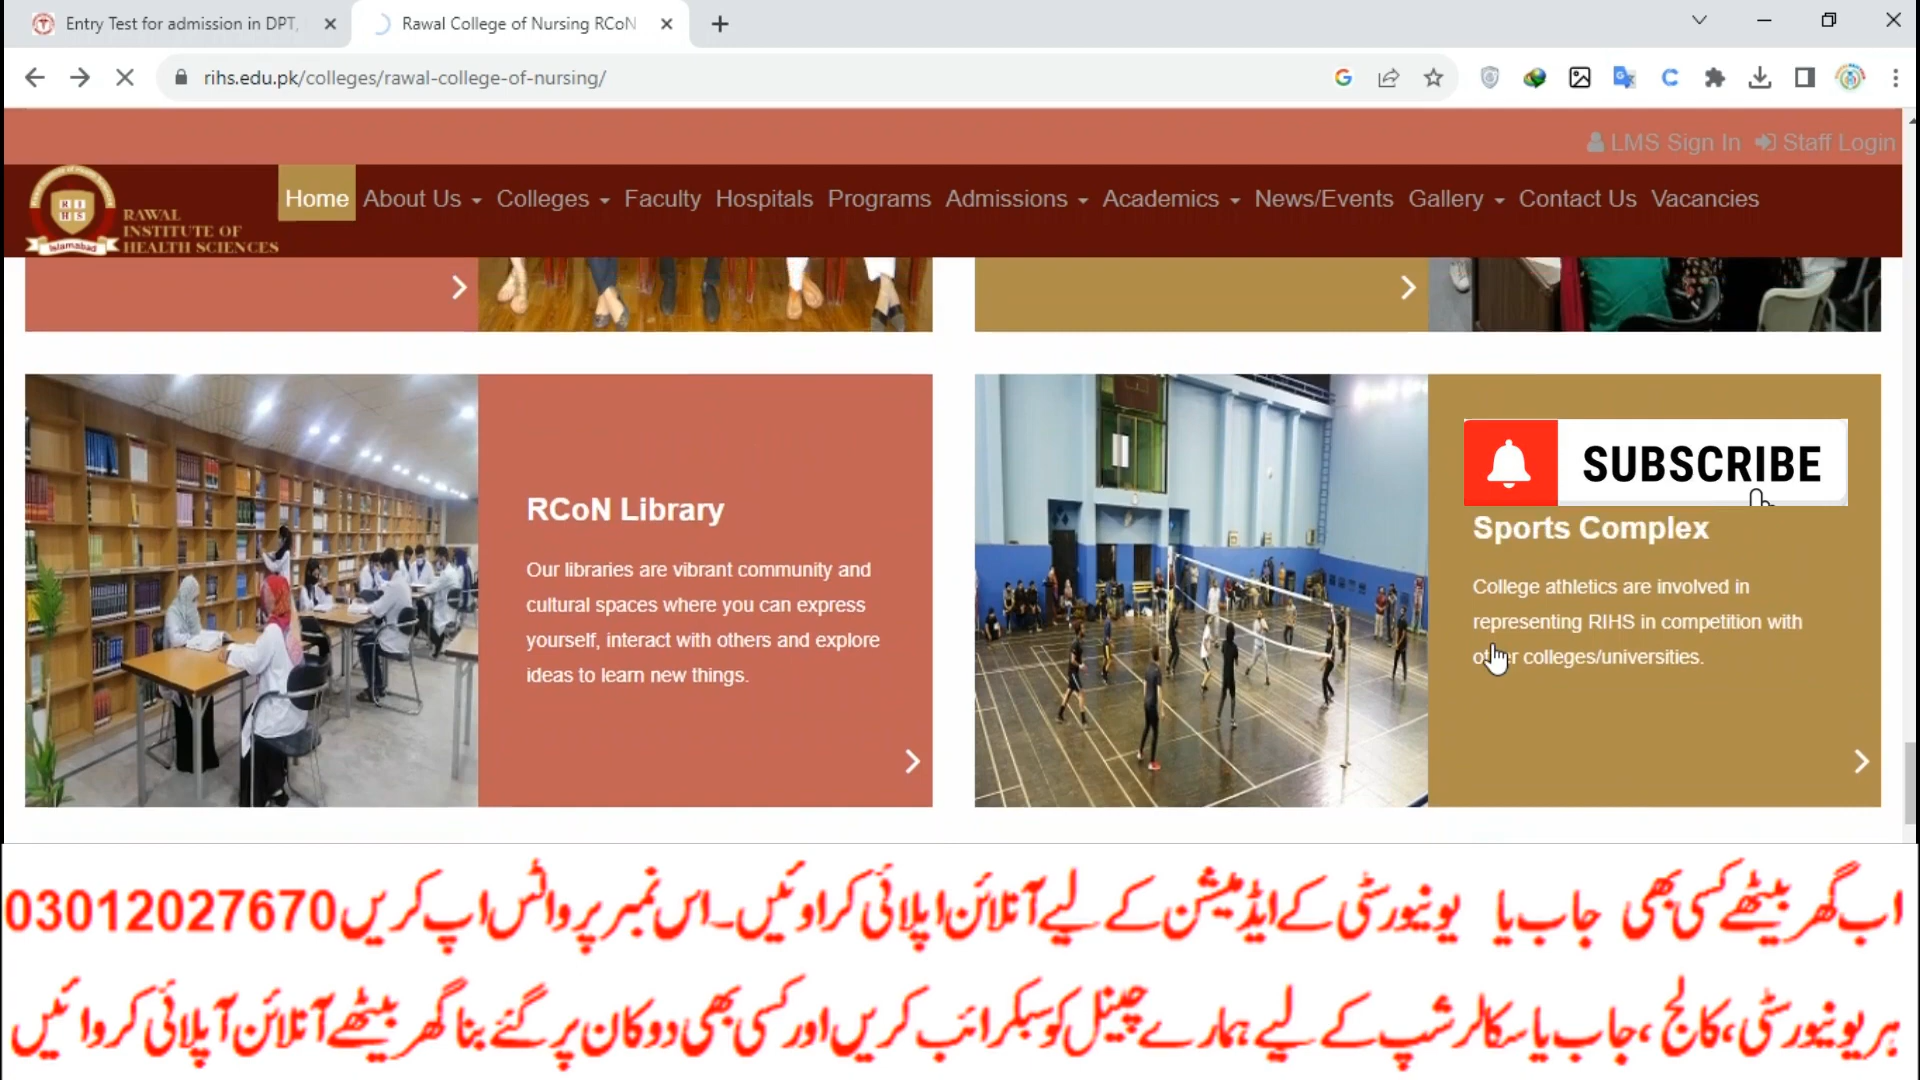 Entry Test for admission in DPT,
Rawal College of Nursing RCoN
rihs.edu.pk/colleges/rawal-college-of-nursing/
LMS Sign In Staff Login
RIHS
Islamabad
RAWAL
INSTITUTE OF
HEALTH SCIENCES
Home About Us Colleges Faculty Hospitals Programs Admissions Academics News/Events Gallery Contact Us Vacancies
RCoN Library
Our libraries are vibrant community and
cultural spaces where you can express
yourself, interact with others and explore
ideas to learn new things.
SUBSCRIBE
Sports Complex
College athletics are involved in
representing RIHS in competition with
other colleges/universities.
اب گھر بیٹھے کسی بھی جاب یا یونیورسٹی کے ایڈمیشن کے لیے آنلائن اپلائی کراوئیں۔اس نمبر پر واٹس اپ کریں 03012027670
ہر یونیورسٹی، کالج ،جاب یا سکالرشپ کے لیے ہمارے چینل کو سبکرائب کریں اور کسی بھی دوکان پر گئے بنا گھر بیٹھے آنلائن آپلائی کروائیں